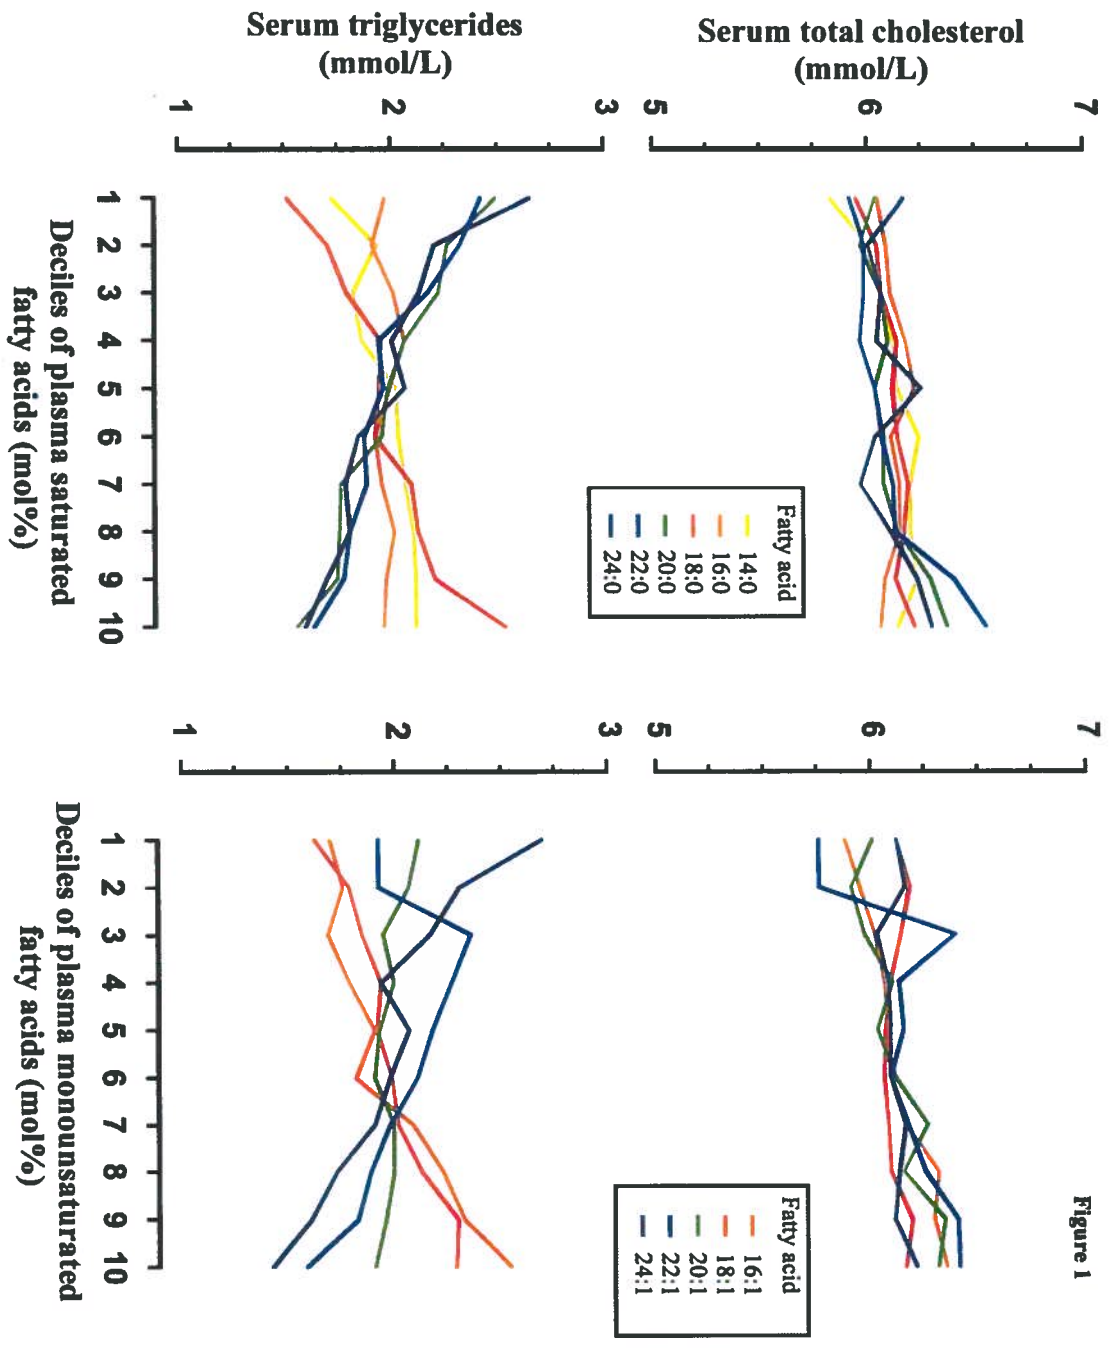 Figure 1
Serum total cholesterol
(mmol/L)
7
6
5
Fatty acid
14:0
16:0
18:0
20:0
22:0
24:0
7
6
5
Fatty acid
16:1
18:1
20:1
22:1
24:1
Serum triglycerides
(mmol/L)
3
2
1
1 2 3 4 5 6 7 8 9 10
Deciles of plasma saturated
fatty acids (mol%)
3
2
1
1 2 3 4 5 6 7 8 9 10
Deciles of plasma monounsaturated
fatty acids (mol%)